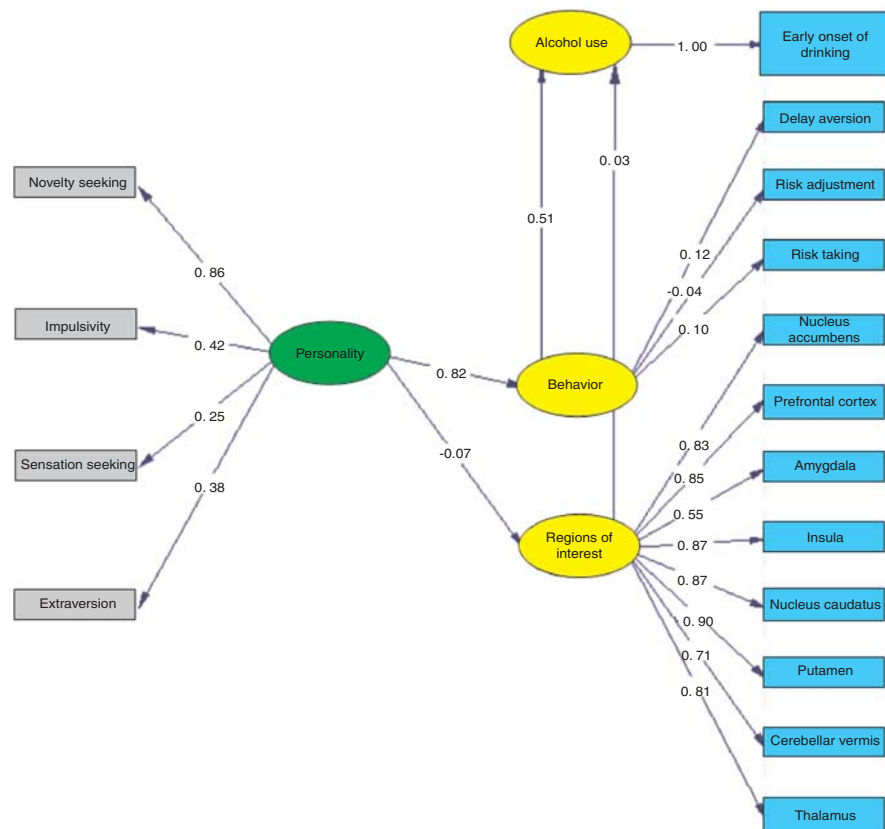 Alcohol use
1.00
Early onset of
drinking
Delay aversion
0. 03
Novelty seeking
Risk adjustment
0.51
0.12
Risk taking
0. 86
-0.04
Impulsivity
0.10
Nucleus
accumbens
0. 42
Personality
0. 82
Behavior
Prefrontal cortex
0.25
0.83
Sensation seeking
-0.07
0.85
Amygdala
0. 38
0. 55
Regions of
interest
0. 87
Insula
0.87
Extraversion
Nucleus caudatus
0. 90
0.71
Putamen
0. 81
Cerebellar vermis
Thalamus